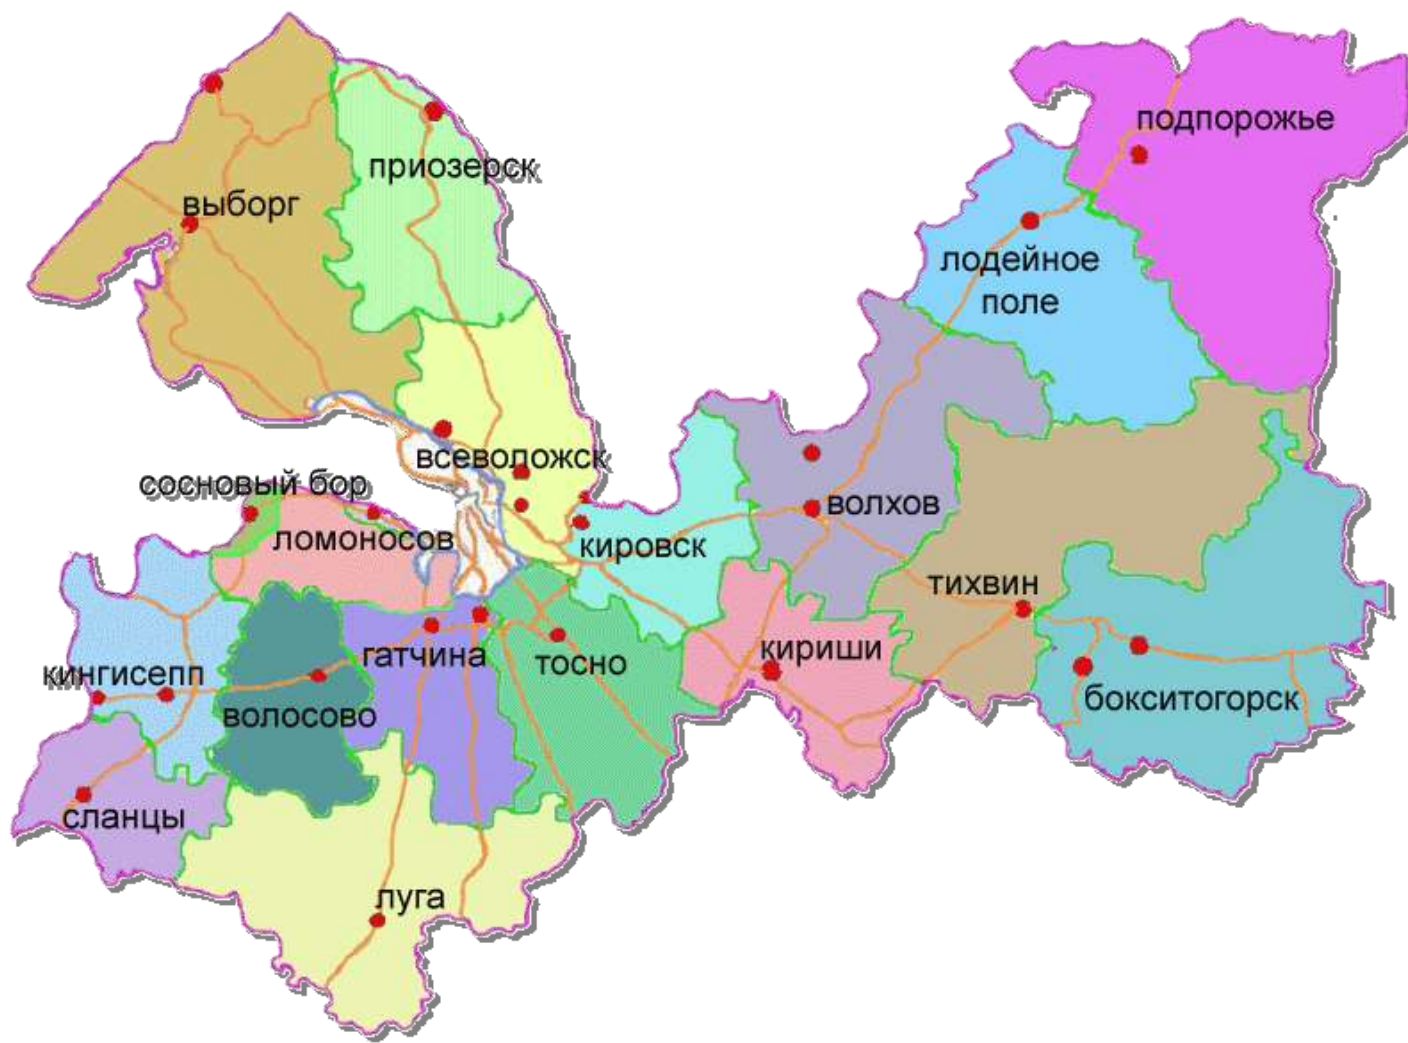 подпорожье
приозерск
выборг
лодейное
поле
всеволожск
сосновый бор
волхов
ломоносов
кировск
тихвин
кириши
гатчина
тосно
кингисепп
бокситогорск
волосово
сланцы
луга